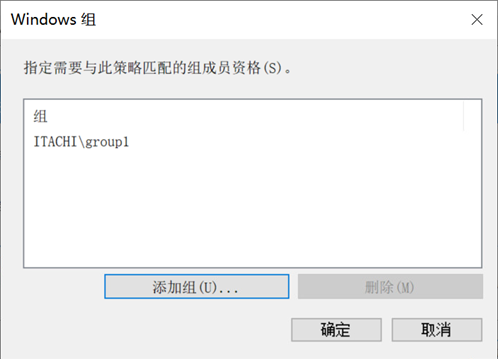 Windows 组
指定需要与此策略匹配的组成员资格(S)。
组
ITACHI\group1
添加组(U)...
删除(M)
确定
取消